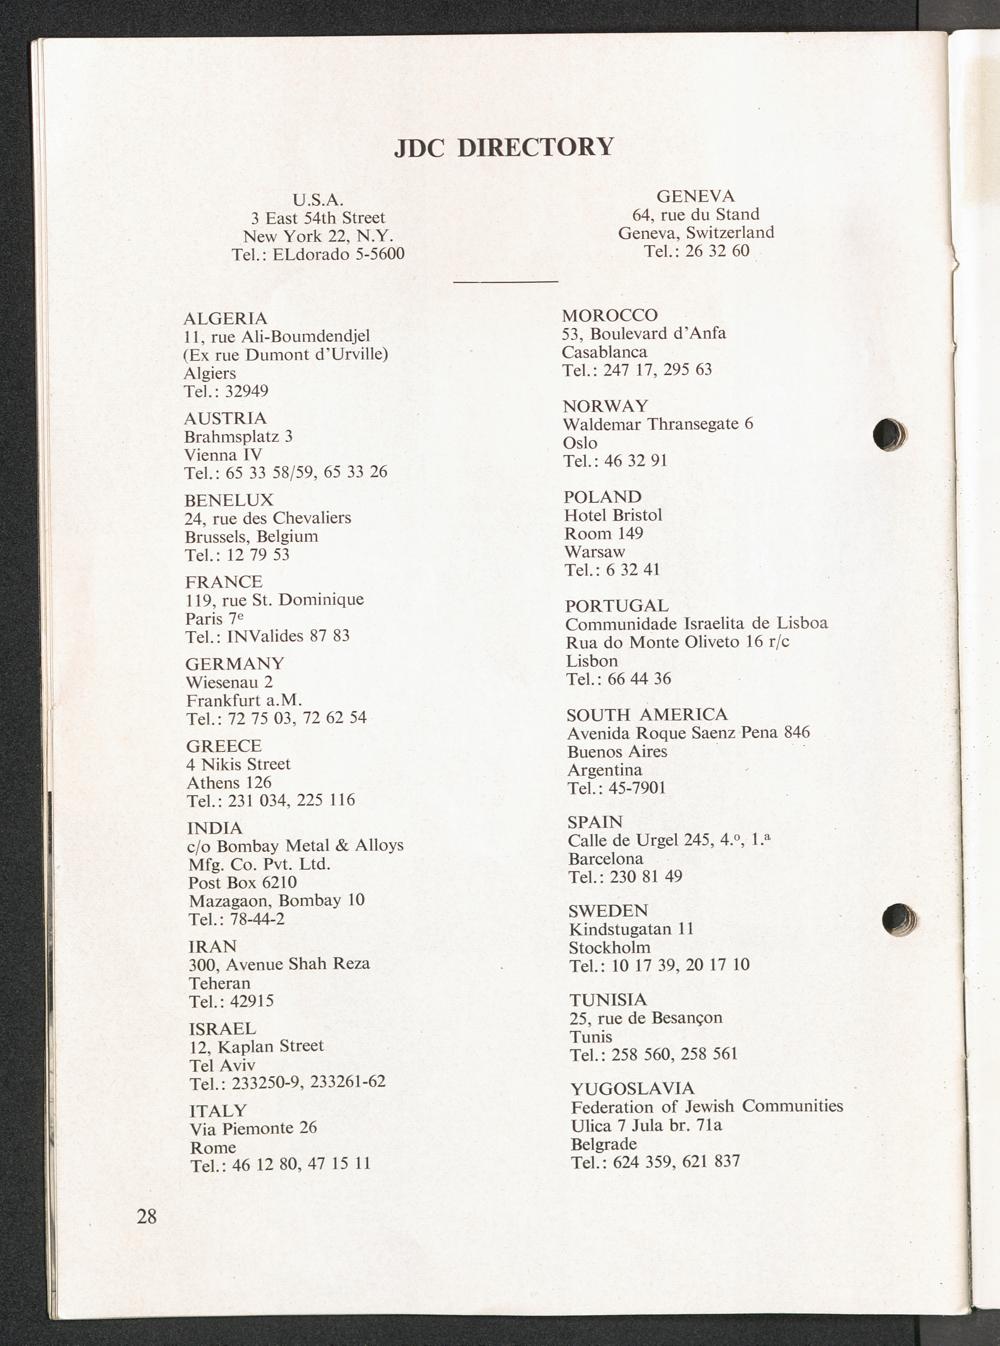 JDC DIRECTORY
U.S.A.
3 East 54th Street
New York 22, N.Y.
Tel.: ELdorado 5-5600
GENEVA
64, rue du Stand
Geneva, Switzerland
Tel.: 26 32 60
ALGERIA
11, rue Ali-Boumdendjel
(Ex rue Dumont d'Urville)
Algiers
Tel.: 32949
AUSTRIA
Brahmsplatz 3
Vienna IV
Tel.: 65 33 58/59, 65 33 26
BENELUX
24, rue des Chevaliers
Brussels, Belgium
Tel.: 12 79 53
FRANCE
119, rue St. Dominique
Paris 7e
Tel.: INValides 87 83
GERMANY
Wiesenau 2
Frankfurt a.M.
Tel.: 72 75 03, 72 62 54
GREECE
4 Nikis Street
Athens 126
Tel.: 231 034, 225 116
INDIA
c/o Bombay Metal & Alloys
Mfg. Co. Pvt. Ltd.
Post Box 6210
Mazagaon, Bombay 10
Tel.: 78-44-2
IRAN
300, Avenue Shah Reza
Teheran
Tel.: 42915
ISRAEL
12, Kaplan Street
Tel Aviv
Tel.: 233250-9, 233261-62
ITALY
Via Piemonte 26
Rome
Tel.: 46 12 80, 47 15 11
MOROCCO
53, Boulevard d'Anfa
Casablanca
Tel.: 247 17, 295 63
NORWAY
Waldemar Thransegate 6
Oslo
Tel.: 46 32 91
POLAND
Hotel Bristol
Room 149
Warsaw
Tel.: 6 32 41
PORTUGAL
Communidade Israelita de Lisboa
Rua do Monte Oliveto 16 r/c
Lisbon
Tel.: 66 44 36
SOUTH AMERICA
Avenida Roque Saenz Pena 846
Buenos Aires
Argentina
Tel.: 45-7901
SPAIN
Calle de Urgel 245, 4.º, 1.ª
Barcelona
Tel.: 230 81 49
SWEDEN
Kindstugatan 11
Stockholm
Tel.: 10 17 39, 20 17 10
TUNISIA
25, rue de Besançon
Tunis
Tel.: 258 560, 258 561
YUGOSLAVIA
Federation of Jewish Communities
Ulica 7 Jula br. 71a
Belgrade
Tel.: 624 359, 621 837
28